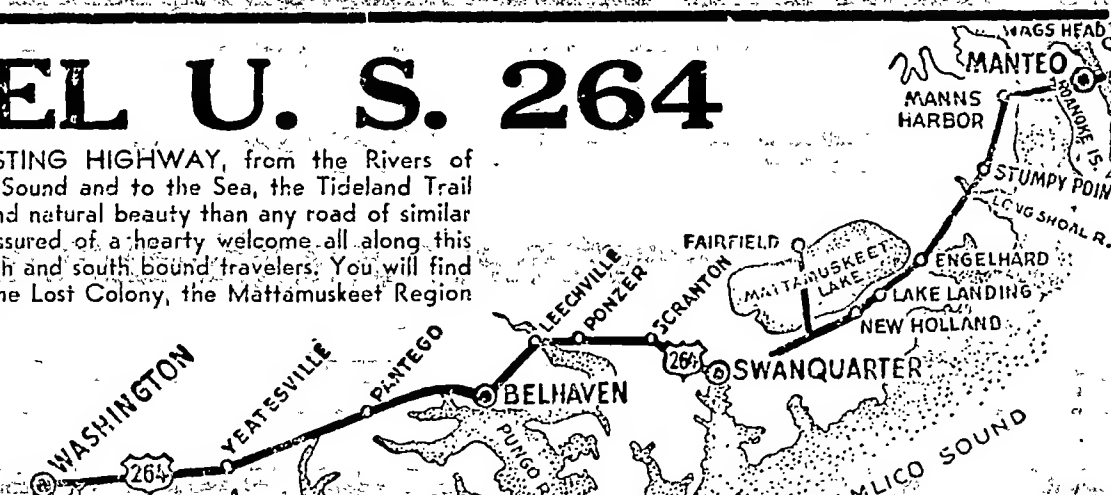 EL U. S. 264
STING HIGHWAY, from the Rivers of
Sound and to the Sea, the Tideland Trail
nd natural beauty than any road of similar
ssured of a hearty welcome all along this
h and south bound travelers. You will find
he Lost Colony, the Mattamuskeet Region
NAGS HEAD
MANTEO
MANNS
HARBOR
ROANOKE IS.
STUMPY POIN
LONG SHOAL R.
FAIRFIELD
MATTAMUSKEET
LAKE
ENGELHARD
LAKE LANDING
NEW HOLLAND
LEECHVILLE
PONZER
SCRANTON
264
SWANQUARTER
WASHINGTON
YEATESVILLE
PANTEGO
BELHAVEN
PUNGO R
264
MLICO SOUND